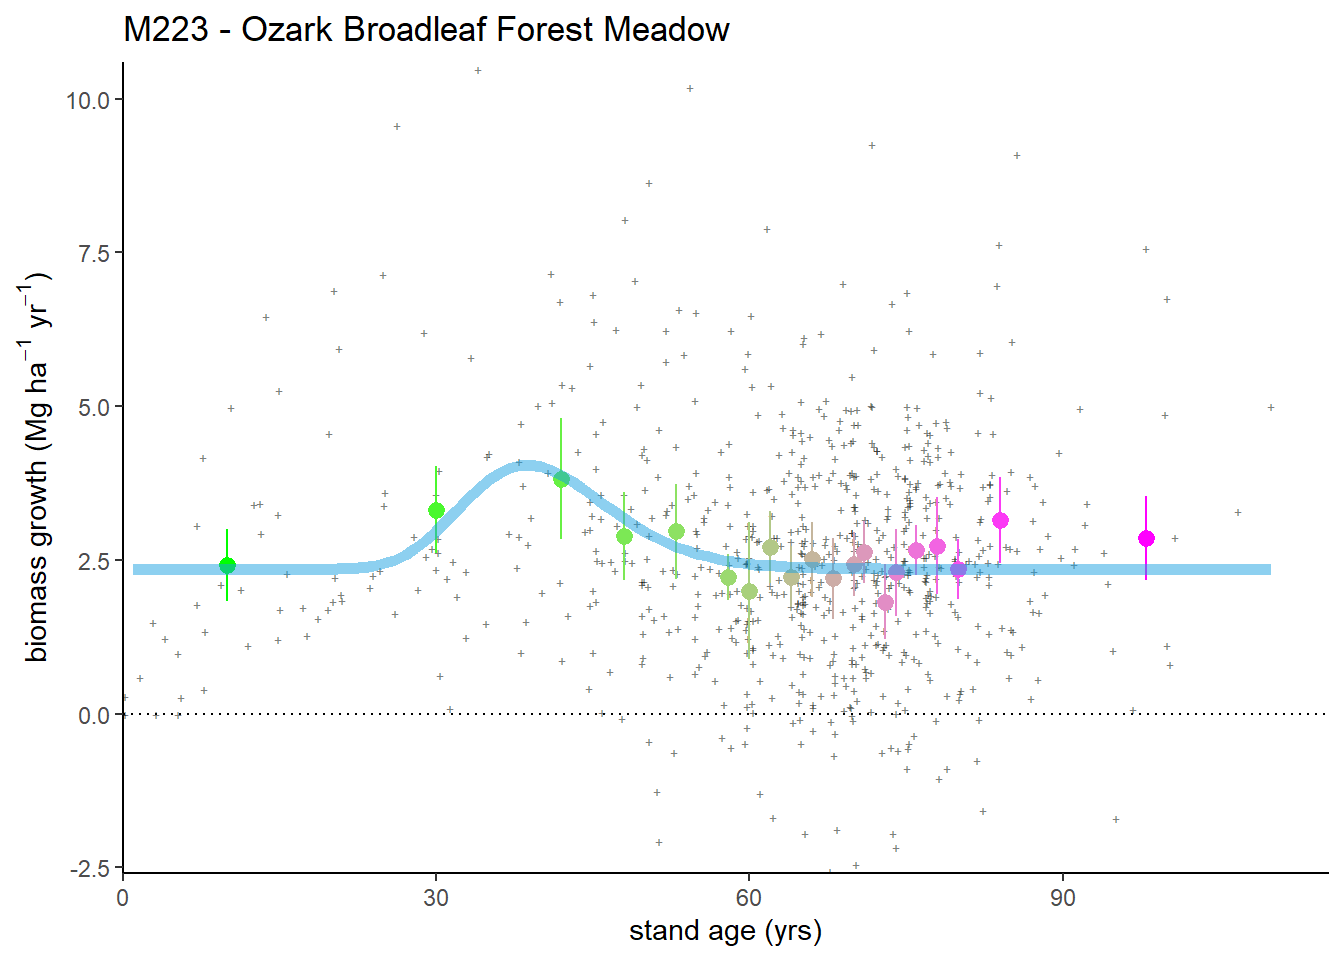 M223 - Ozark Broadleaf Forest Meadow
biomass growth (Mg ha⁻¹ yr⁻¹)
10.0
7.5
5.0
2.5
0.0
-2.5
0 30 60 90
stand age (yrs)